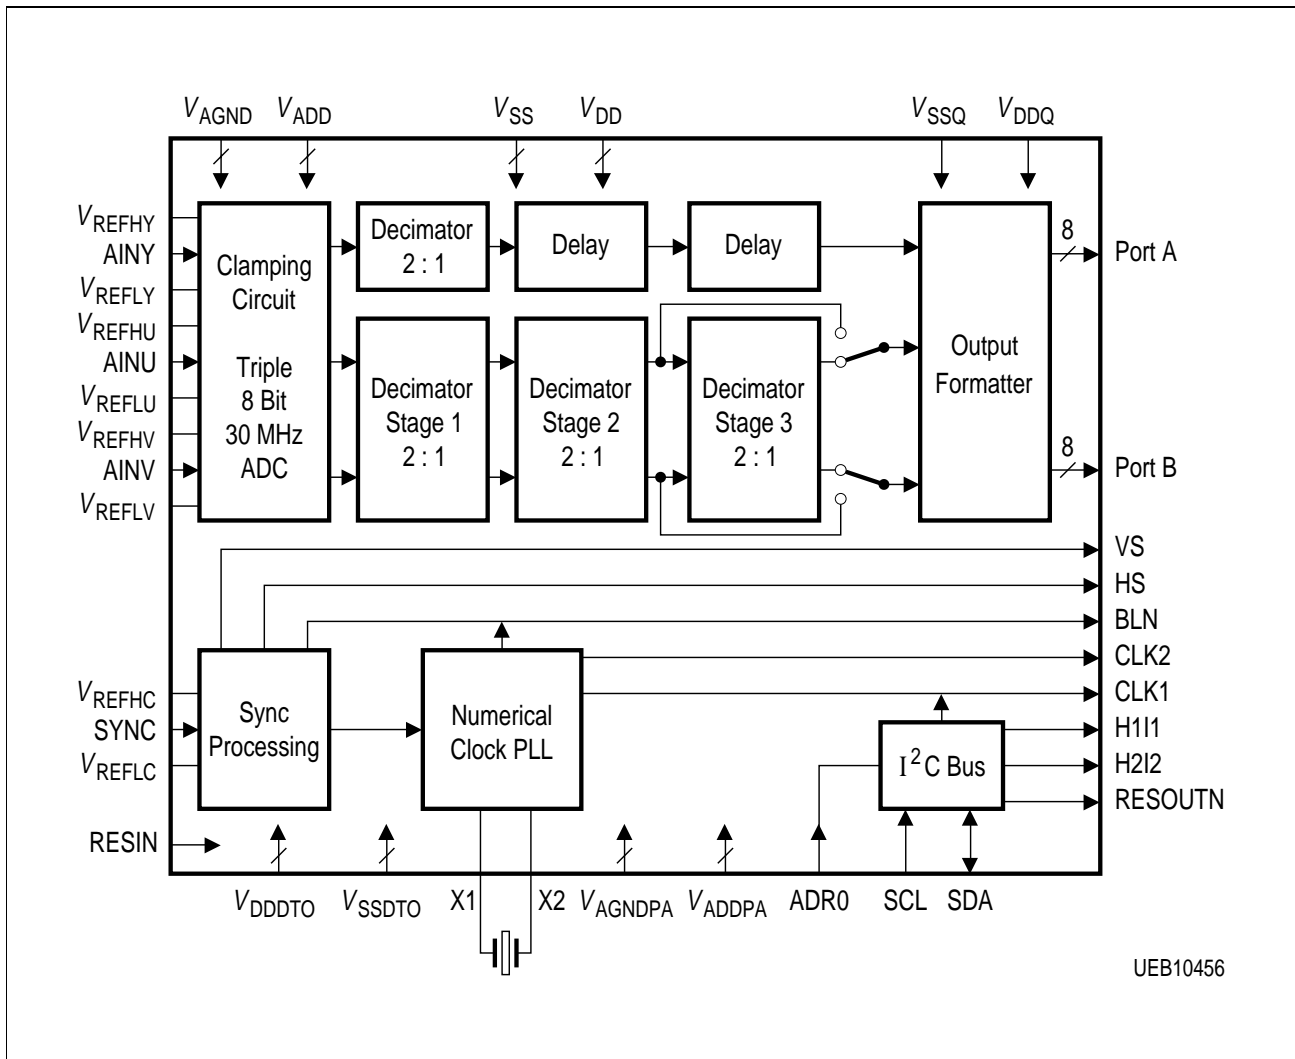 VAGND VADD VSS VDD VSSQ VDDQ
VREFHY
AINY
VREFLY
VREFHU
AINU
VREFLU
VREFHV
AINV
VREFLV
Clamping
Circuit
Triple
8 Bit
30 MHz
ADC
Decimator
2 : 1
Delay
Delay
Decimator
Stage 1
2 : 1
Decimator
Stage 2
2 : 1
Decimator
Stage 3
2 : 1
Output
Formatter
8
Port A
8
Port B
VS
HS
BLN
CLK2
CLK1
H1I1
H2I2
RESOUTN
VREFHC
SYNC
VREFLC
RESIN
Sync
Processing
Numerical
Clock PLL
I2C Bus
VDDDTO VSSDTO X1 X2 VAGNDPA VADDPA ADR0 SCL SDA
UEB10456